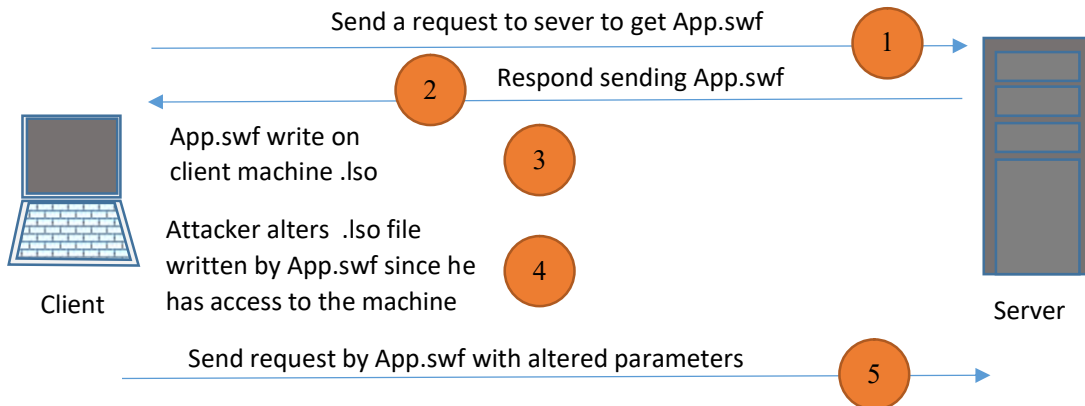 Send a request to sever to get App.swf
1
2
Respond sending App.swf
App.swf write on
client machine .lso
3
Attacker alters .lso file
written by App.swf since he
has access to the machine
4
Client
Server
Send request by App.swf with altered parameters
5